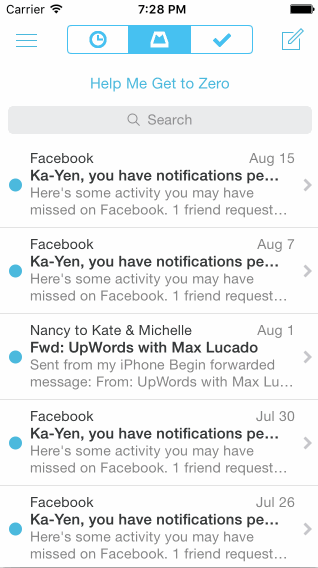 Carrier 7:28 PM
Help Me Get to Zero
Search
Facebook Aug 15
Ka-Yen, you have notifications pe…
Here's some activity you may have
missed on Facebook. 1 friend request…
Facebook Aug 7
Ka-Yen, you have notifications pe…
Here's some activity you may have
missed on Facebook. 1 friend request…
Nancy to Kate & Michelle Aug 1
Fwd: UpWords with Max Lucado
Sent from my iPhone Begin forwarded
message: From: UpWords with Max Lu…
Facebook Jul 30
Ka-Yen, you have notifications pe…
Here's some activity you may have
missed on Facebook. 1 friend request…
Facebook Jul 26
Ka-Yen, you have notifications pe…
Here's some activity you may have
missed on Facebook. 1 friend request…